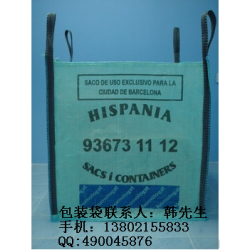 SACO DE USO EXCLUSIVO PARA LA
CIUDAD DE BARCELONA
HISPANIA
93673 11 12
SACS i CONTAINERS
包装袋联系人：韩先生
手机：13802155833
QQ:490045876